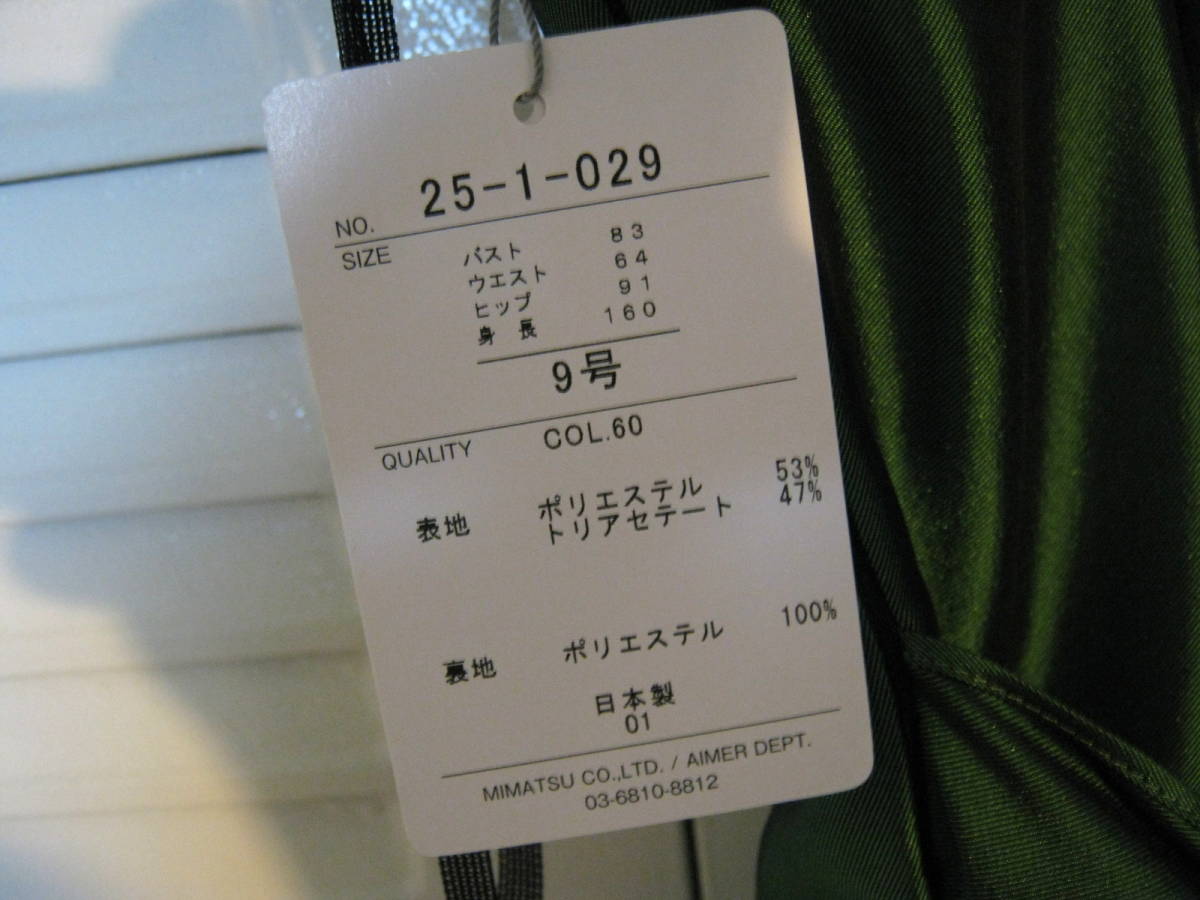 NO. 25-1-029
SIZE バスト 83
ウエスト 64
ヒップ 91
身 長 160
9号
QUALITY COL.60
表地 ポリエステル 53%
トリアセテート 47%
裏地 ポリエステル 100%
日本製
01
MIMATSU CO.,LTD. / AIMER DEPT.
03-6810-8812